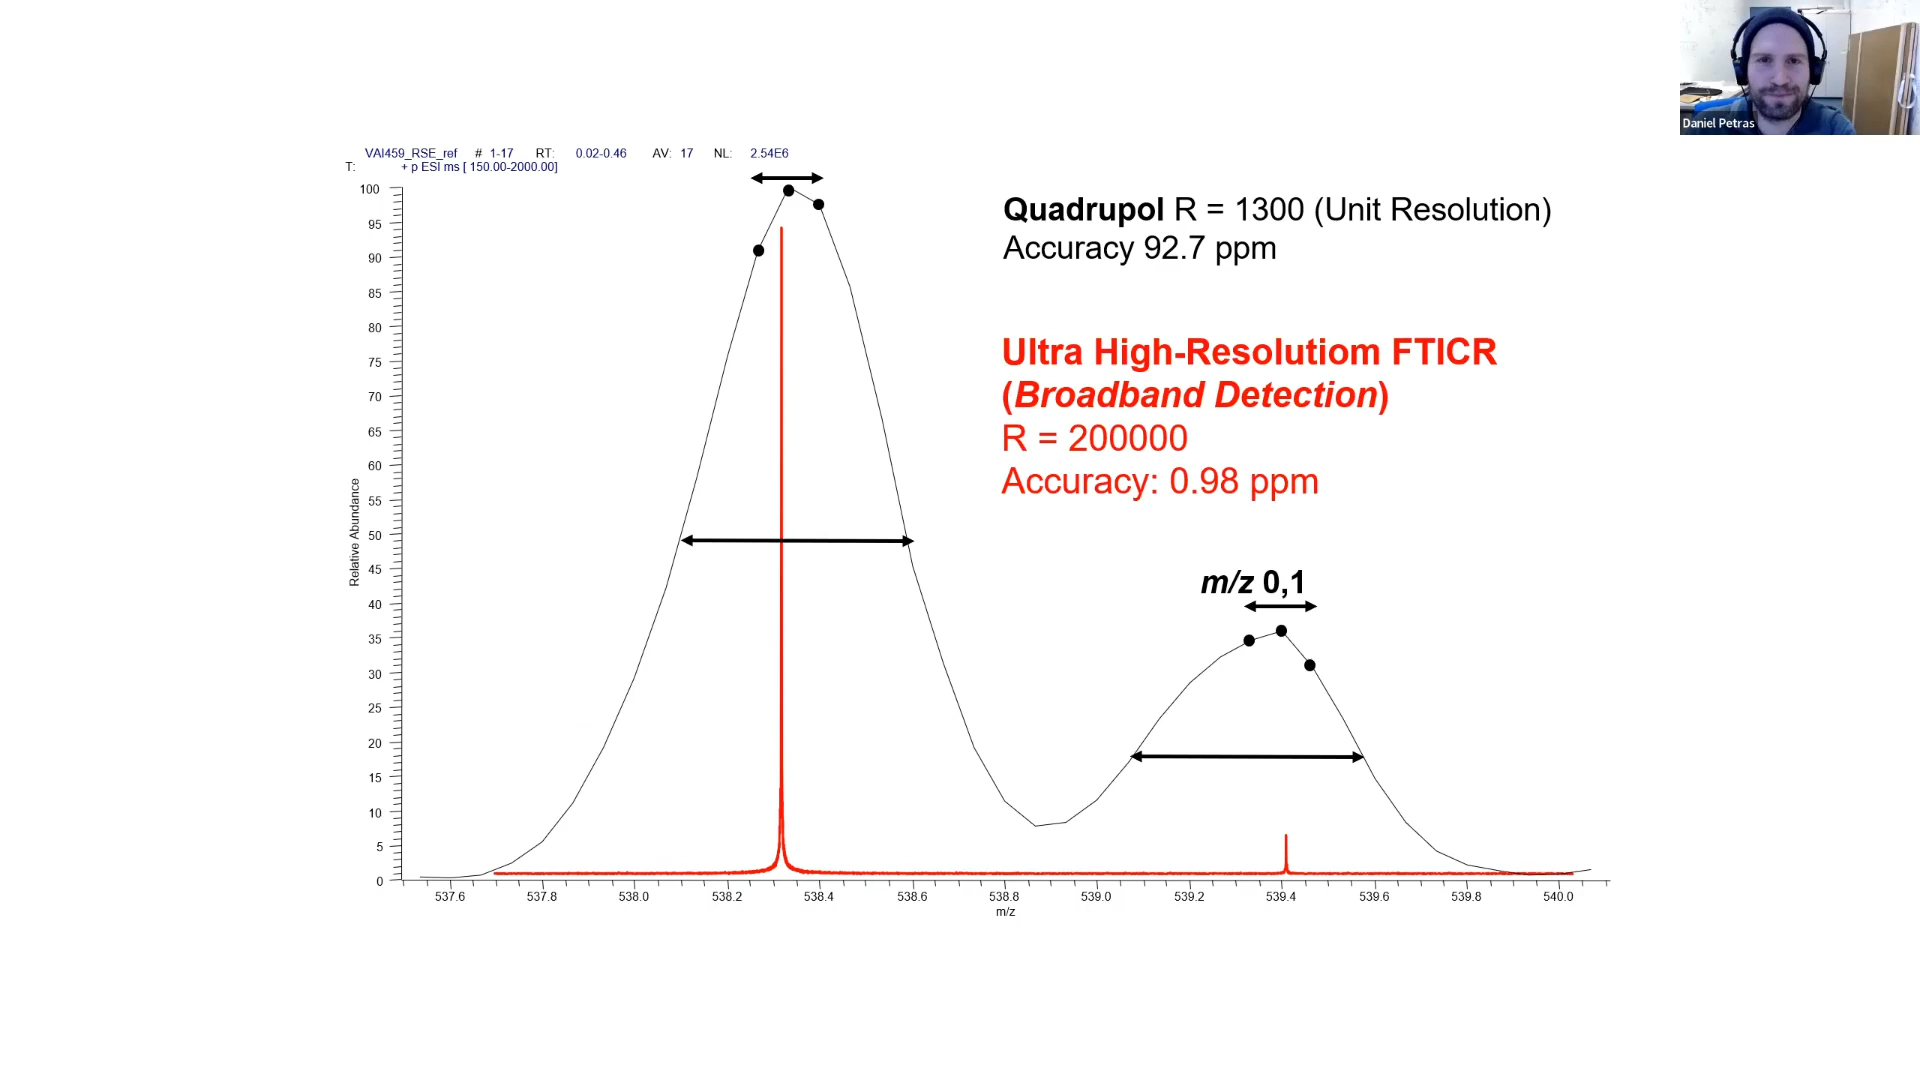 Daniel Petras
VAI459_RSE_ref # 1-17 RT: 0.02-0.46 AV: 17 NL: 2.54E6
T: + p ESI ms [ 150.00-2000.00]
Quadrupol R = 1300 (Unit Resolution)
Accuracy 92.7 ppm
Ultra High-Resolutiom FTICR
(Broadband Detection)
R = 200000
Accuracy: 0.98 ppm
m/z 0,1
Relative Abundance
100
95
90
85
80
75
70
65
60
55
50
45
40
35
30
25
20
15
10
5
0
537.6 537.8 538.0 538.2 538.4 538.6 538.8 539.0 539.2 539.4 539.6 539.8 540.0
m/z